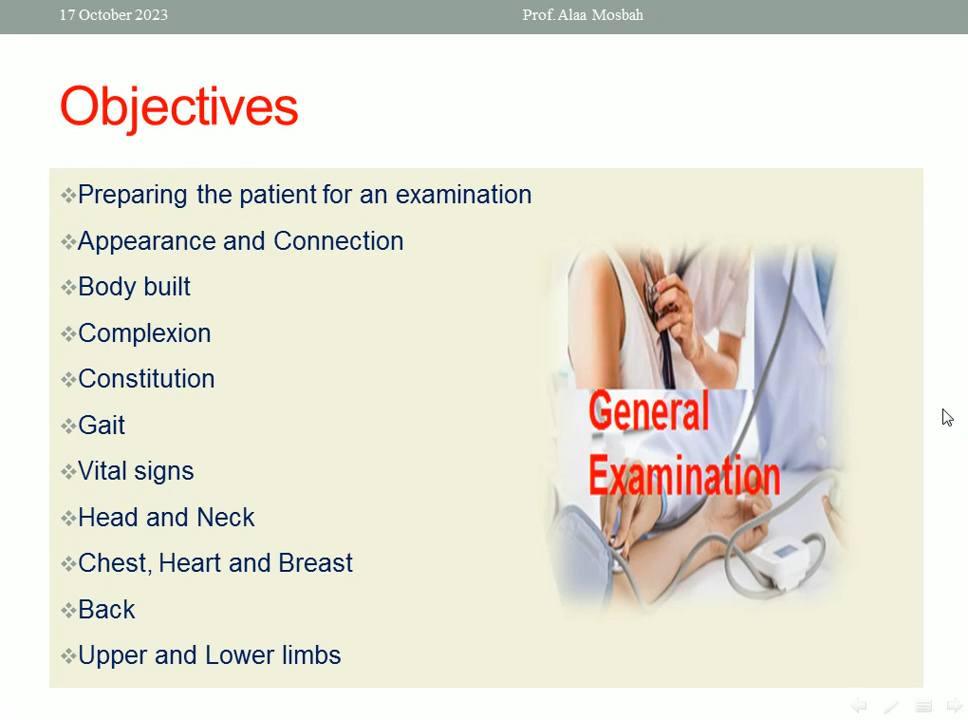 17 October 2023
Prof. Alaa Mosbah
Objectives
Preparing the patient for an examination
Appearance and Connection
Body built
Complexion
Constitution
Gait
Vital signs
Head and Neck
Chest, Heart and Breast
Back
Upper and Lower limbs
General
Examination